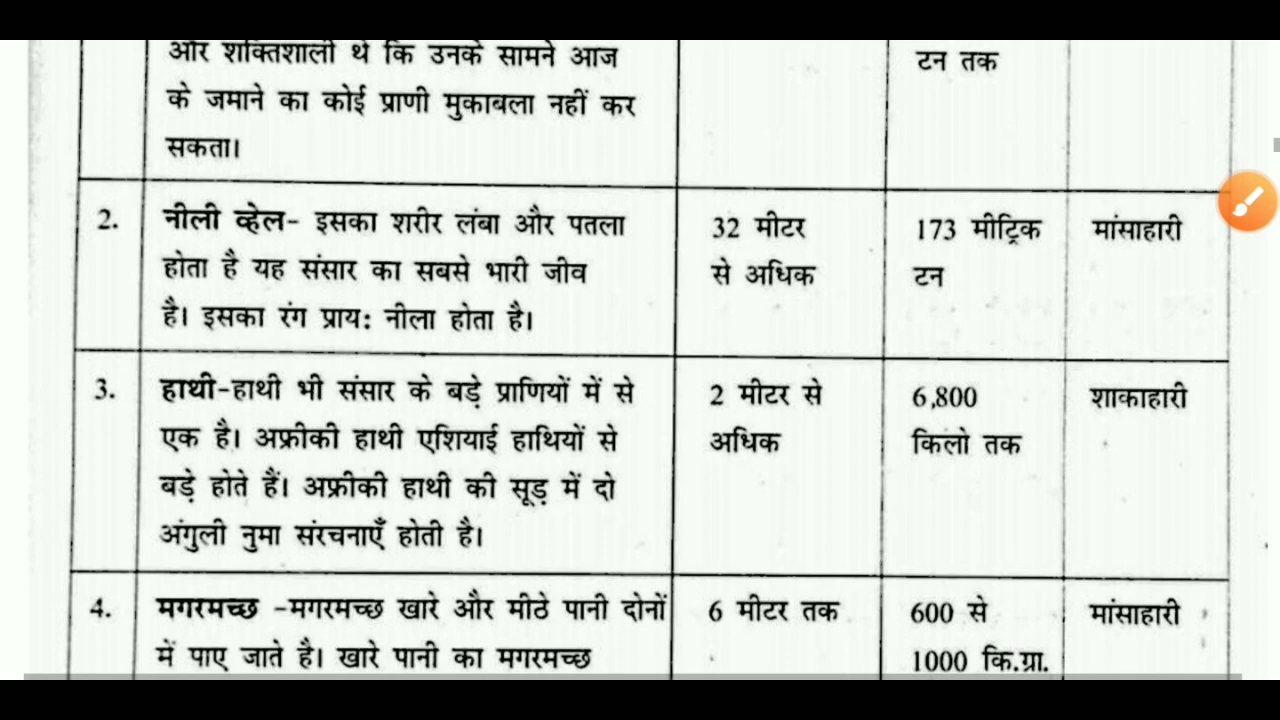 और शक्तिशाली थे कि उनके सामने आज
टन तक
के जमाने का कोई प्राणी मुकाबला नहीं कर
सकता।
2. नीली व्हेल- इसका शरीर लंबा और पतला 32 मीटर 173 मीट्रिक मांसाहारी
होता है यह संसार का सबसे भारी जीव से अधिक टन
है। इसका रंग प्राय: नीला होता है।
3. हाथी-हाथी भी संसार के बड़े प्राणियों में से 2 मीटर से 6,800 शाकाहारी
एक है। अफ्रीकी हाथी एशियाई हाथियों से अधिक किलो तक
बड़े होते हैं। अफ्रीकी हाथी की सूड़ में दो
अंगुली नुमा संरचनाएँ होती है।
4. मगरमच्छ -मगरमच्छ खारे और मीठे पानी दोनों 6 मीटर तक 600 से मांसाहारी
में पाए जाते है। खारे पानी का मगरमच्छ 1000 कि.ग्रा.